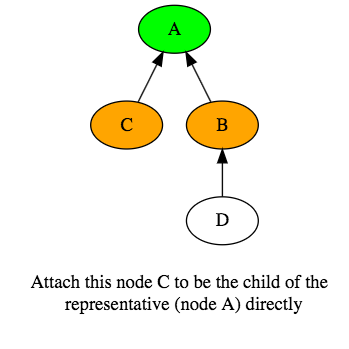 A
C
B
D
Attach this node C to be the child of the
representative (node A) directly